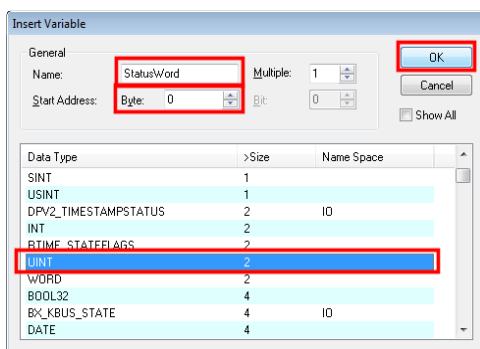 Insert Variable
General
Name: StatusWord Multiple: 1 OK
Start Address: Byte: 0 Bit: 0 Cancel
Show All
Data Type >Size Name Space
SINT 1
USINT 1
DPV2_TIMESTAMPSTATUS 2 IO
INT 2
RTIME_STATEFLAGS 2
UINT 2
WORD 2
BOOL32 4
BX_KBUS_STATE 4 IO
DATE 4